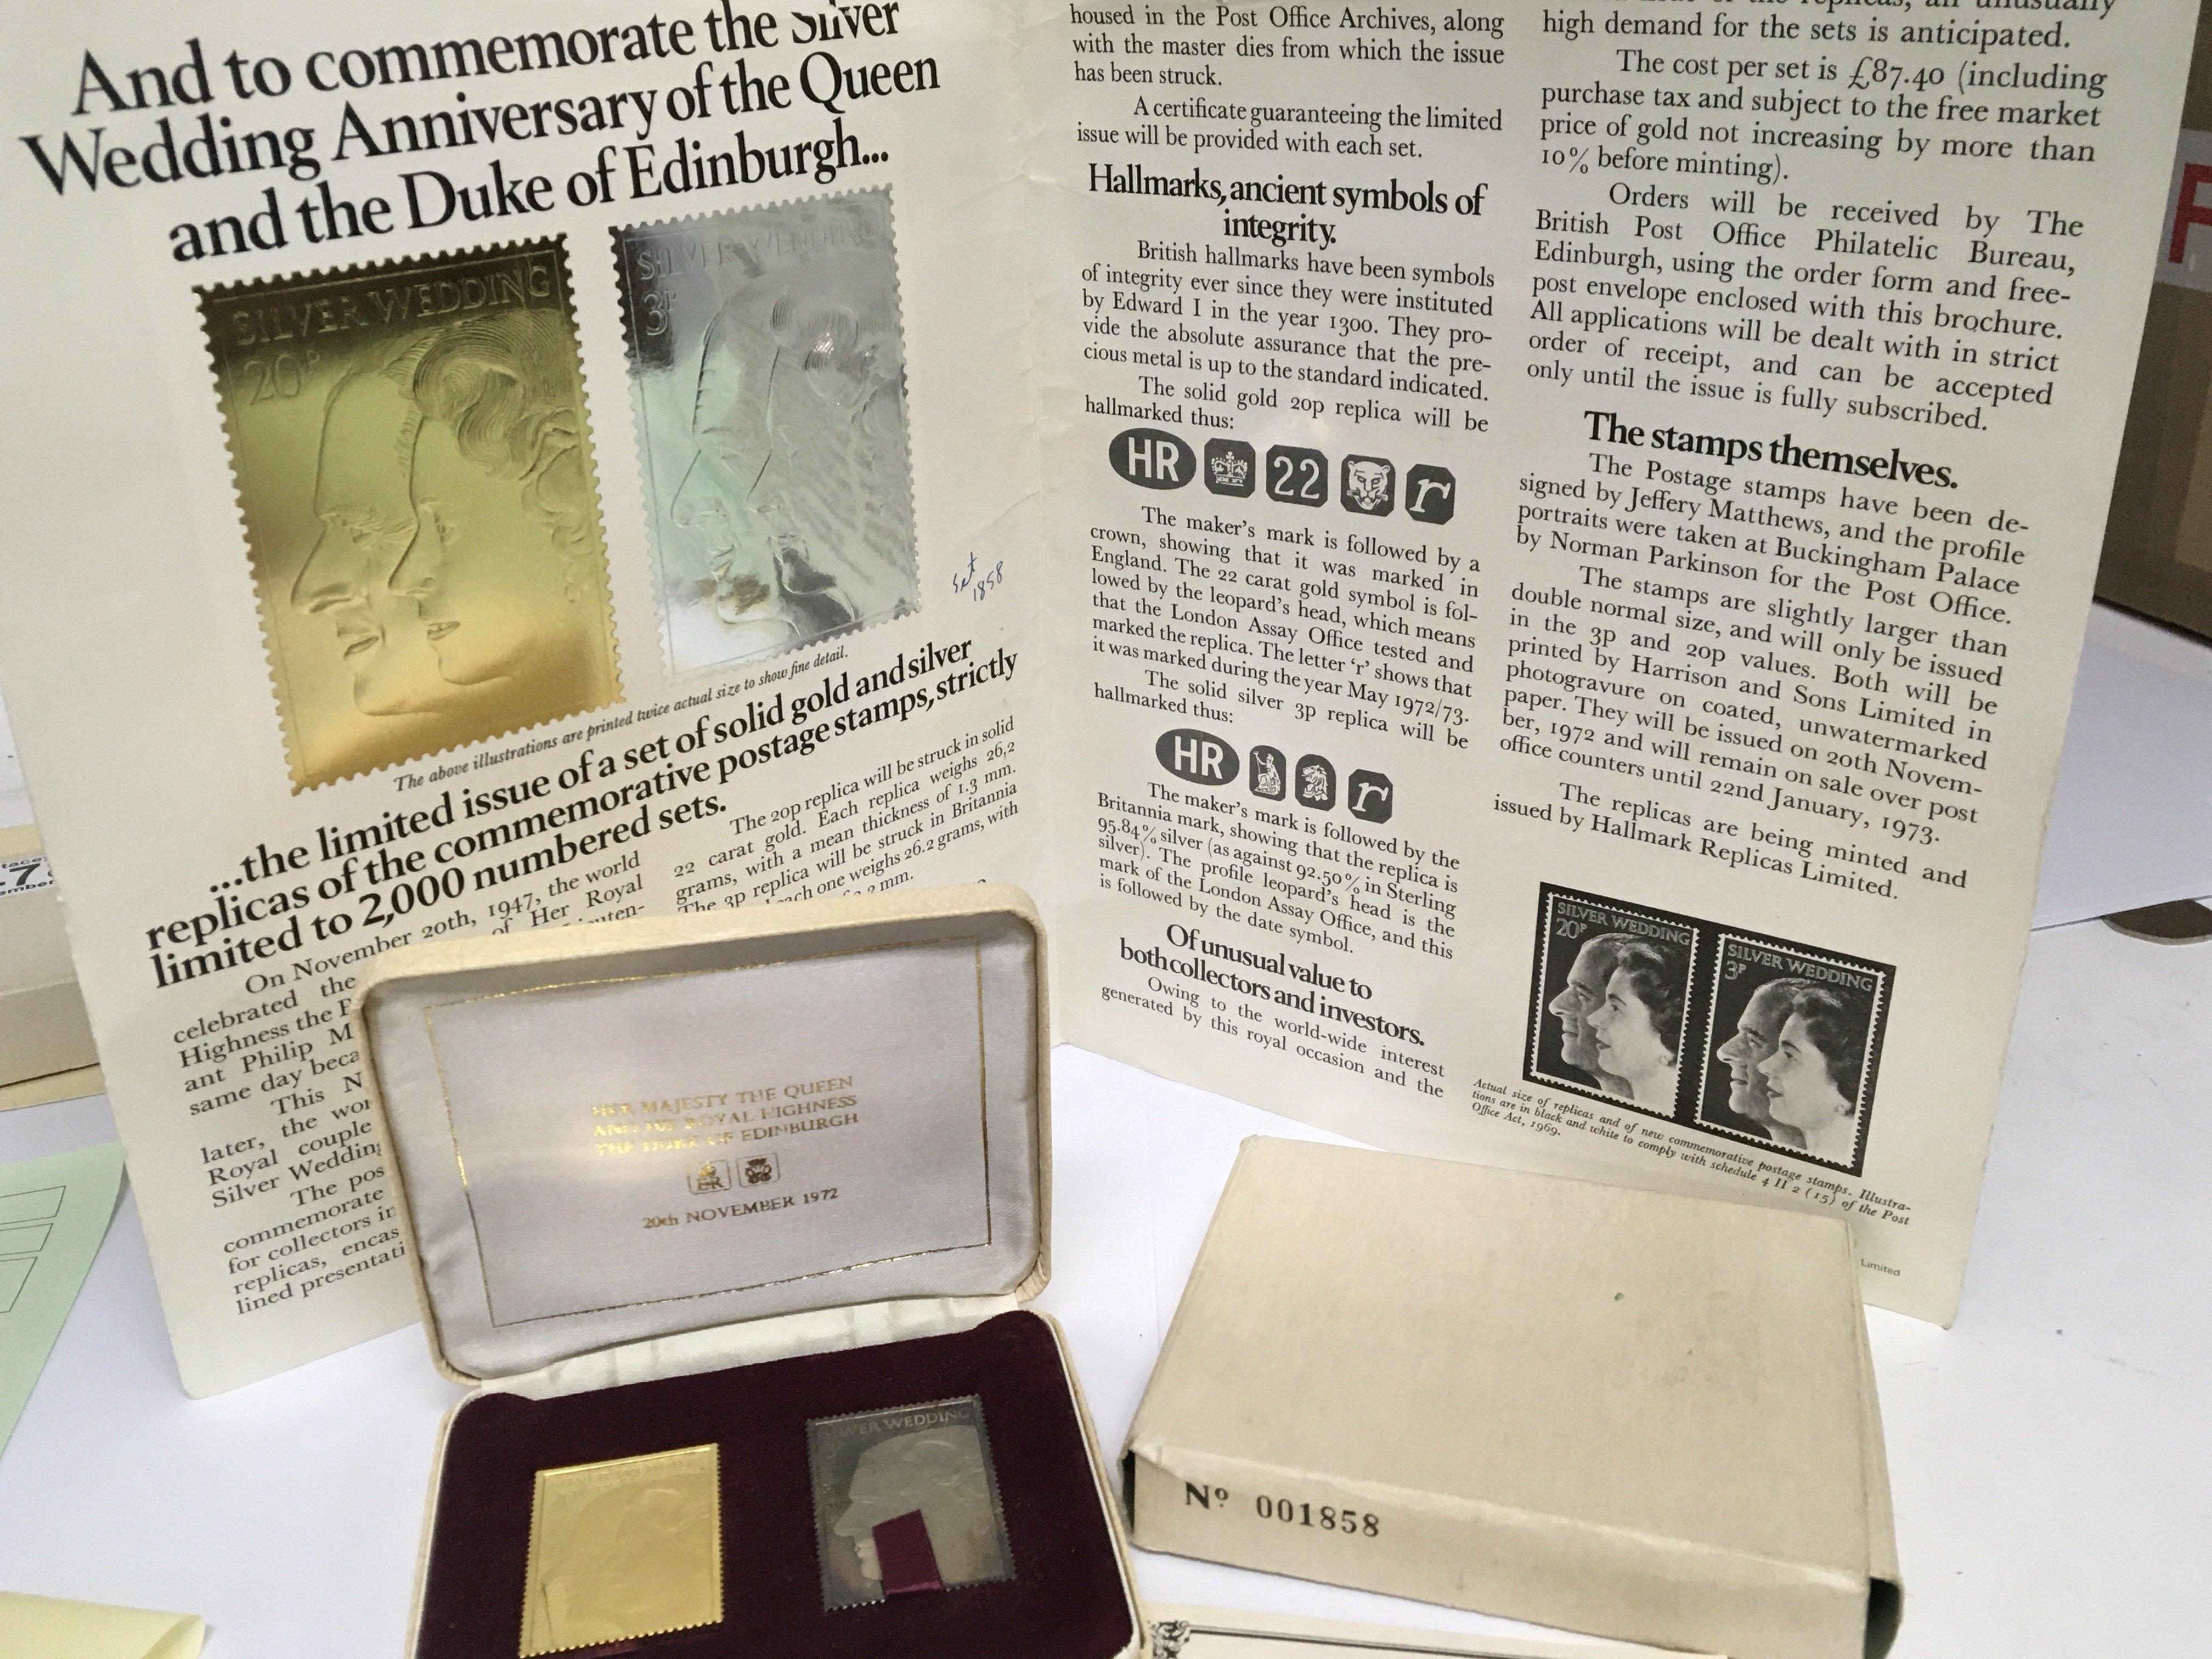 And to commemorate the Silver
Wedding Anniversary of the Queen
and the Duke of Edinburgh...
SILVER WEDDING
20P
SILVER WEDDING
3P
set
1858
The above illustrations are printed twice actual size to show fine detail.
...the limited issue of a set of solid gold and silver
replicas of the commemorative postage stamps, strictly
limited to 2,000 numbered sets.
On November 20th, 1947, the world
celebrated the
of Her Royal
Highness the P
ant Philip M
same day beca
This N
later, the wor
Royal couple
Silver Wedding
The pos
commemorate
for collectors in
replicas, encas
lined presentati
The 20p replica will be struck in solid
22 carat gold. Each replica weighs 26,2
grams, with a mean thickness of 1.3 mm.
The 3p replica will be struck in Britannia
each one weighs 26.2 grams, with
2 mm.
housed in the Post Office Archives, along
with the master dies from which the issue
has been struck.
A certificate guaranteeing the limited
issue will be provided with each set.
Hallmarks, ancient symbols of
integrity.
British hallmarks have been symbols
of integrity ever since they were instituted
by Edward I in the year 1300. They pro-
vide the absolute assurance that the pre-
cious metal is up to the standard indicated.
The solid gold 20p replica will be
hallmarked thus:
HR 22 r
The maker's mark is followed by a
crown, showing that it was marked in
England. The 22 carat gold symbol is fol-
lowed by the leopard's head, which means
that the London Assay Office tested and
marked the replica. The letter 'r' shows that
it was marked during the year May 1972/73.
The solid silver 3p replica will be
hallmarked thus:
HR r
The maker's mark is followed by the
Britannia mark, showing that the replica is
95.84% silver (as against 92.50% in Sterling
silver). The profile leopard's head is the
mark of the London Assay Office, and this
is followed by the date symbol.
Of unusual value to
both collectors and investors.
Owing to the world-wide interest
generated by this royal occasion and the
of the replicas, an unusually
high demand for the sets is anticipated.
The cost per set is £87.40 (including
purchase tax and subject to the free market
price of gold not increasing by more than
10% before minting).
Orders will be received by The
British Post Office Philatelic Bureau,
Edinburgh, using the order form and free-
post envelope enclosed with this brochure.
All applications will be dealt with in strict
order of receipt, and can be accepted
only until the issue is fully subscribed.
The stamps themselves.
The Postage stamps have been de-
signed by Jeffery Matthews, and the profile
portraits were taken at Buckingham Palace
by Norman Parkinson for the Post Office.
The stamps are slightly larger than
double normal size, and will only be issued
in the 3p and 20p values. Both will be
printed by Harrison and Sons Limited in
photogravure on coated, unwatermarked
paper. They will be issued on 20th Novem-
ber, 1972 and will remain on sale over post
office counters until 22nd January, 1973.
The replicas are being minted and
issued by Hallmark Replicas Limited.
SILVER WEDDING
20P
SILVER WEDDING
3P
Actual size of replicas and of new commemorative postage stamps. Illustra-
tions are in black and white to comply with schedule 4 II 2 (15) of the Post
Office Act, 1969.
Limited
HER MAJESTY THE QUEEN
AND HIS ROYAL HIGHNESS
THE DUKE OF EDINBURGH
ER
20th NOVEMBER 1972
SILVER WEDDING
No 001858